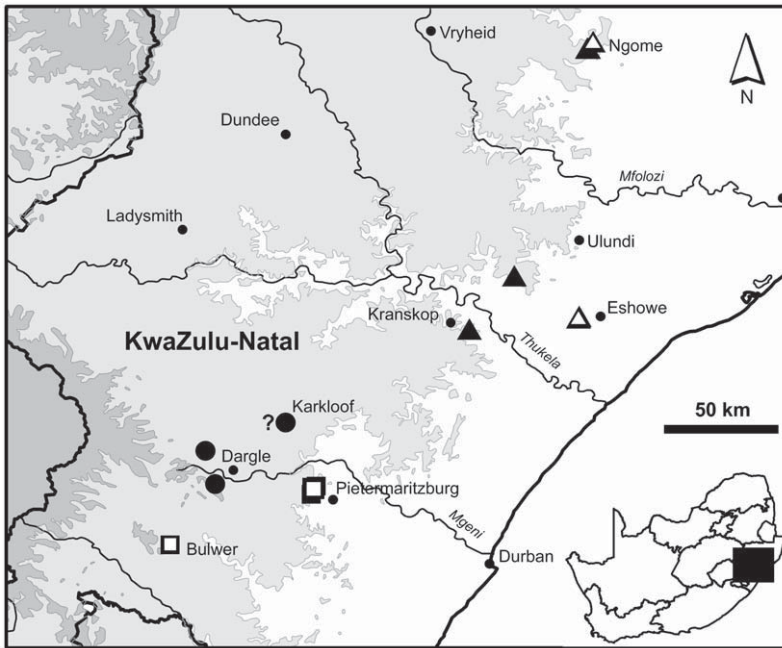 Vryheid
Ngome
N
Dundee
Mfolozi
Ladysmith
Ulundi
Kranskop
Eshowe
KwaZulu-Natal
Thukela
50 km
Karkloof
?
Dargle
Pietermaritzburg
Mgeni
Bulwer
Durban